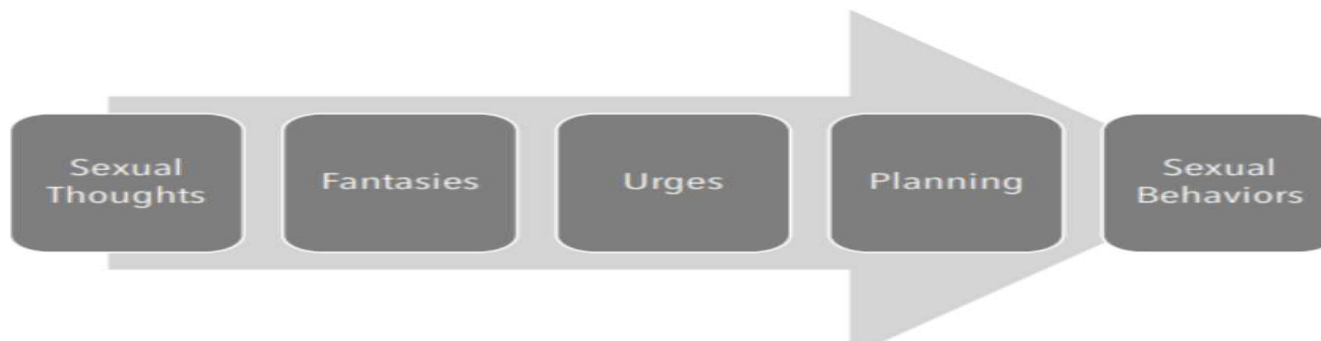 Sexual
Thoughts
Fantasies
Urges
Planning
Sexual
Behaviors